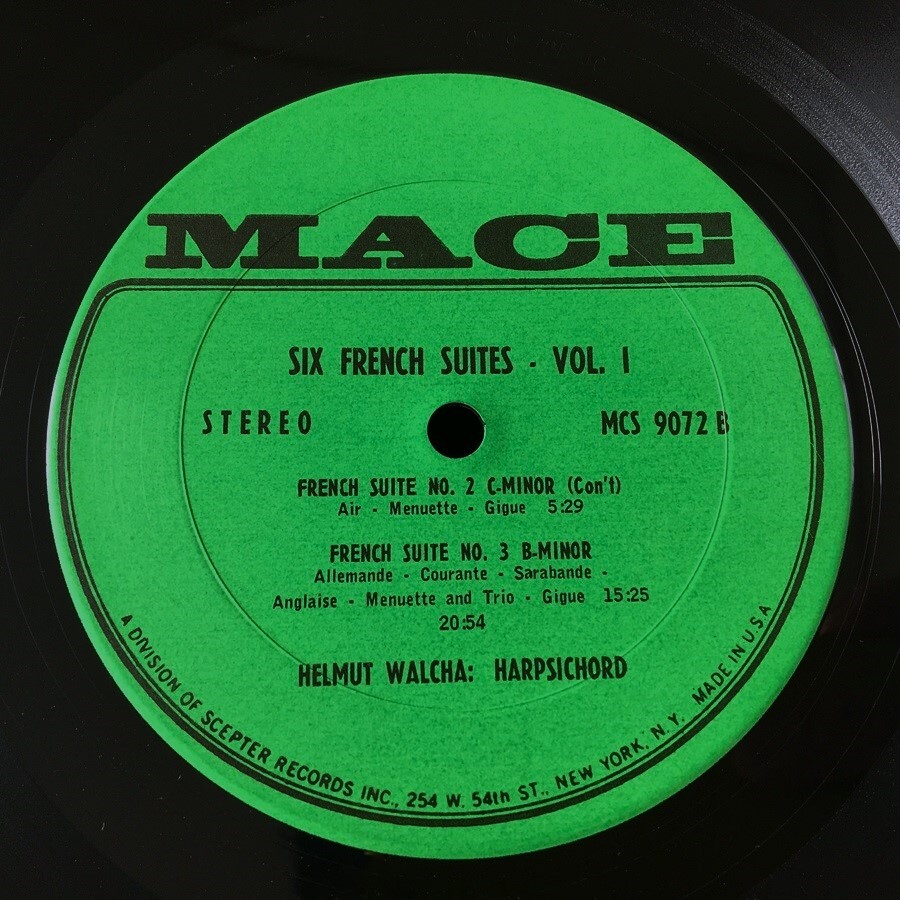 MACE
SIX FRENCH SUITES - VOL. I
STEREO MCS 9072 B
FRENCH SUITE NO. 2 C-MINOR (Con't)
Air - Menuette - Gigue 5:29
FRENCH SUITE NO. 3 B-MINOR
Allemande - Courante - Sarabande -
Anglaise - Menuette and Trio - Gigue 15:25
20:54
HELMUT WALCHA: HARPSICHORD
A DIVISION OF SCEPTER RECORDS INC., 254 W. 54th ST., NEW YORK, N.Y. MADE IN U.S.A